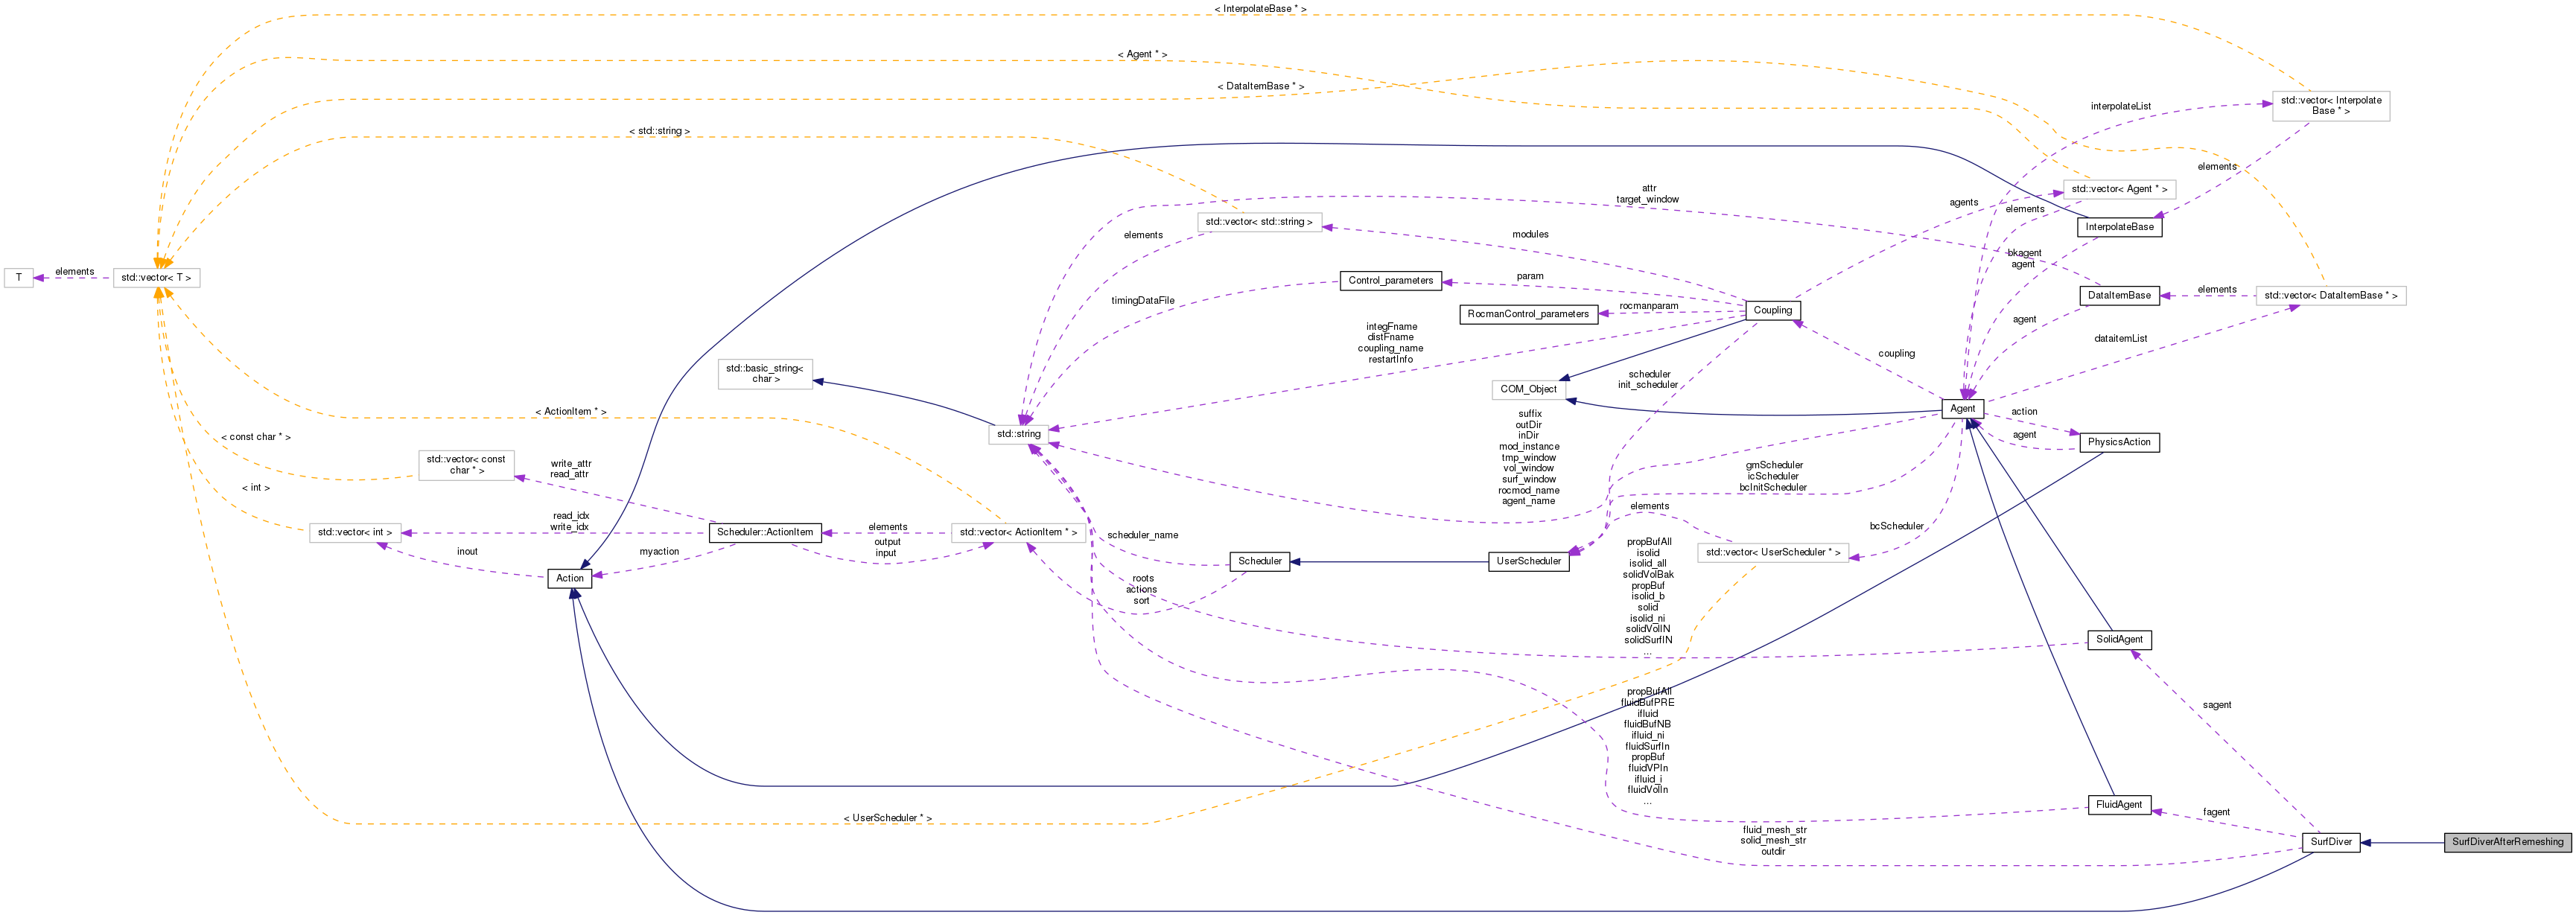 < InterpolateBase * >
< Agent * >
< DataItemBase * >
< std::string >
interpolateList
std::vector< Interpolate
Base * >
elements
std::vector< Agent * >
agents
elements
InterpolateBase
attr
target_window
std::vector< std::string >
elements
modules
bkagent
agent
T
elements
std::vector< T >
Control_parameters
param
timingDataFile
RocmanControl_parameters
rocmanparam
Coupling
DataItemBase
elements
std::vector< DataItemBase * >
agent
dataitemList
integFname
distFname
coupling_name
restartInfo
coupling
std::basic_string<
char >
COM_Object
scheduler
init_scheduler
Agent
action
agent
PhysicsAction
< ActionItem * >
std::string
suffix
outDir
inDir
mod_instance
tmp_window
vol_window
surf_window
rocmod_name
agent_name
< const char * >
std::vector< const
char * >
write_attr
read_attr
gmScheduler
icScheduler
bcInitScheduler
< int >
std::vector< int >
read_idx
write_idx
Scheduler::ActionItem
elements
std::vector< ActionItem * >
output
input
inout
myaction
Action
scheduler_name
Scheduler
roots
actions
sort
UserScheduler
elements
std::vector< UserScheduler * >
bcScheduler
propBufAll
isolid
isolid_all
solidVolBak
propBuf
isolid_b
solid
isolid_ni
solidVolIN
solidSurfIN
...
SolidAgent
sagent
propBufAll
fluidBufPRE
ifluid
fluidBufNB
ifluid_ni
fluidSurfIn
propBuf
fluidVPIn
ifluid_i
fluidVolIn
...
FluidAgent
fagent
< UserScheduler * >
fluid_mesh_str
solid_mesh_str
outdir
SurfDiver
SurfDiverAfterRemeshing